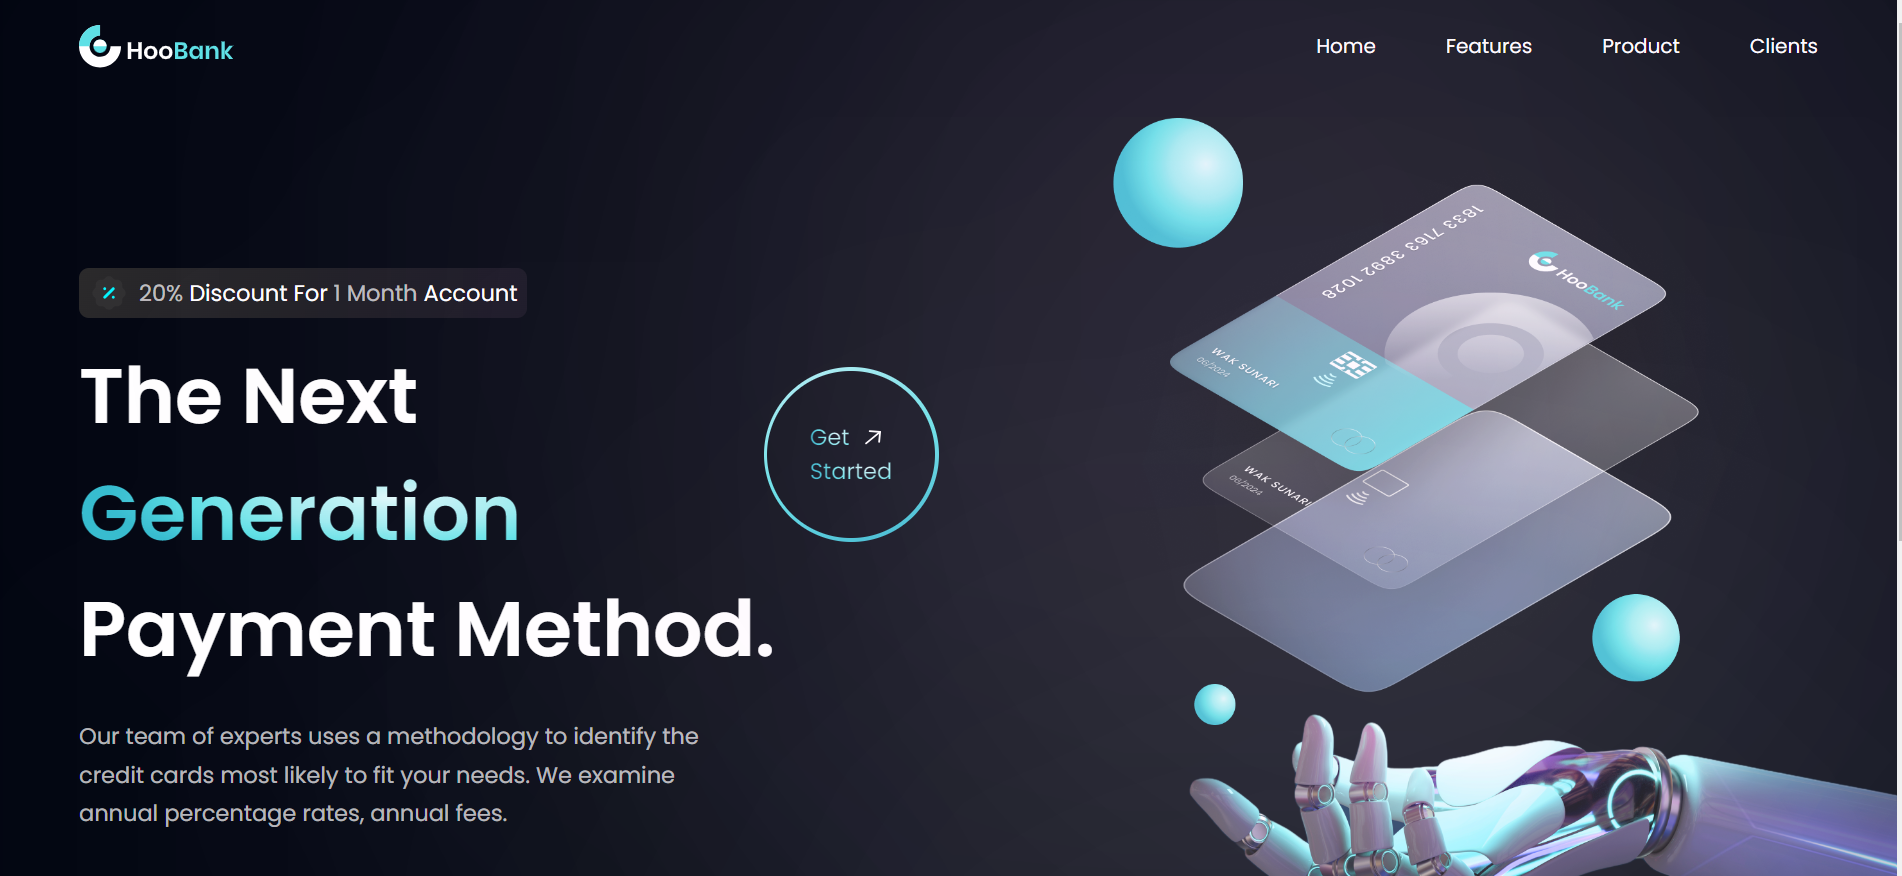 HooBank
Home
Features
Product
Clients
20% Discount For 1 Month Account
The Next
Generation
Payment Method.
Get
Started
Our team of experts uses a methodology to identify the
credit cards most likely to fit your needs. We examine
annual percentage rates, annual fees.
1833 7163 3892 1028
HooBank
WAK SUNARI
06/2024
WAK SUNARI
06/2024